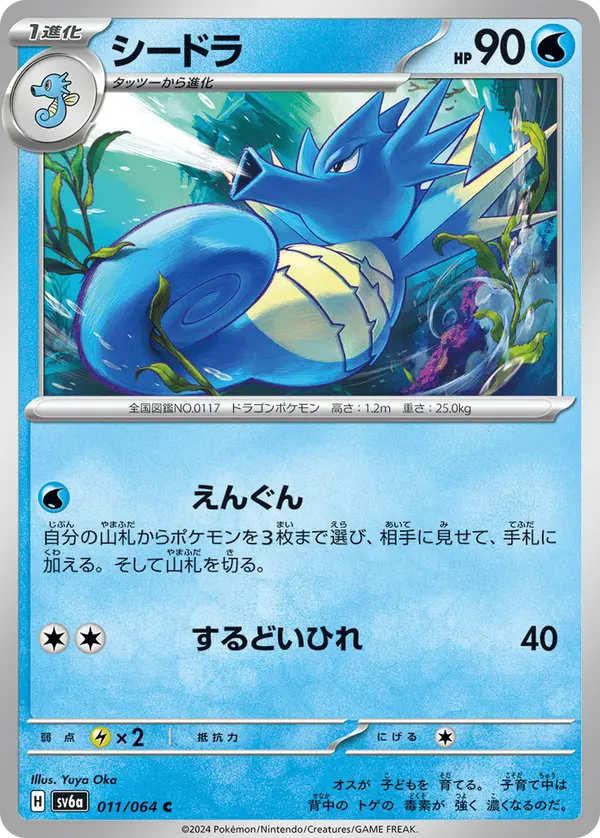 1進化
シードラ
HP 90
タッツーから進化
全国図鑑NO.0117 ドラゴンポケモン 高さ:1.2m 重さ:25.0kg
えんぐん
自分の山札からポケモンを3枚まで選び、相手に見せて、手札に
加える。そして山札を切る。
するどいひれ 40
弱点 ×2 抵抗力 にげる
Illus. Yuya Oka
H sv6a 011/064 C
オスが 子どもを 育てる。 子育て中は
背中の トゲの 毒素が 強く 濃くなるのだ。
©2024 Pokémon/Nintendo/Creatures/GAME FREAK.